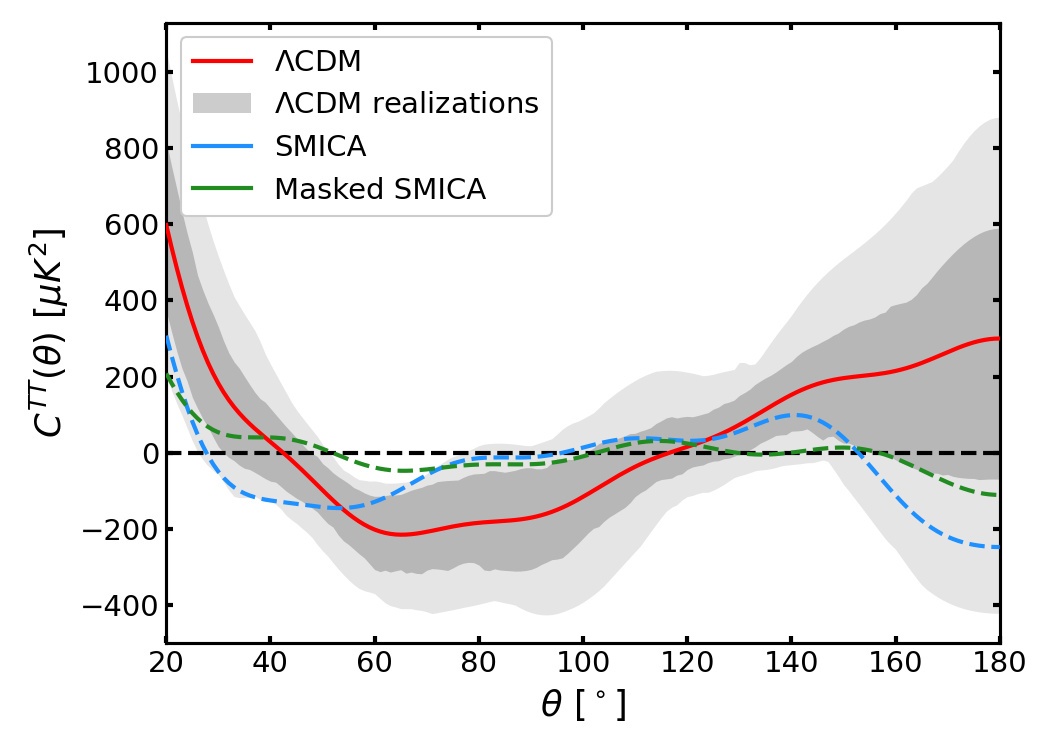 ΛCDM
ΛCDM realizations
SMICA
Masked SMICA
1000
800
600
400
200
0
−200
−400
C^{TT}(θ) [μK²]
20 40 60 80 100 120 140 160 180
θ [°]